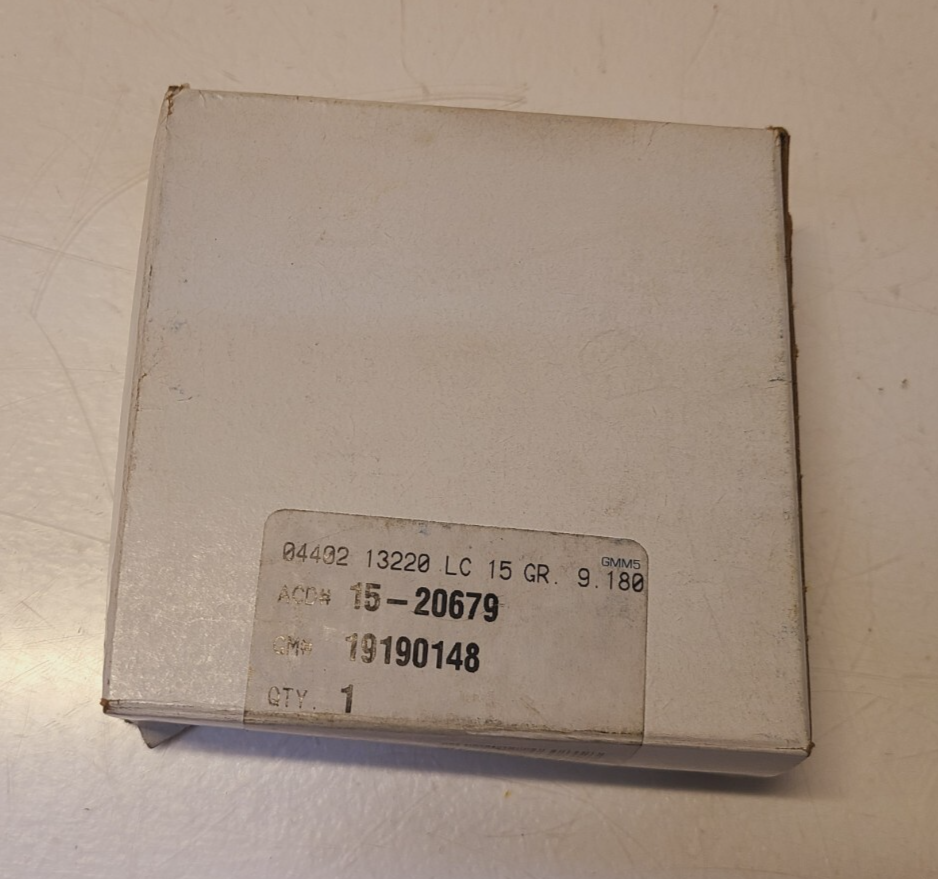 04402 13220 LC 15 GR. 9.180
GMM5
ACD# 15-20679
GM# 19190148
QTY. 1